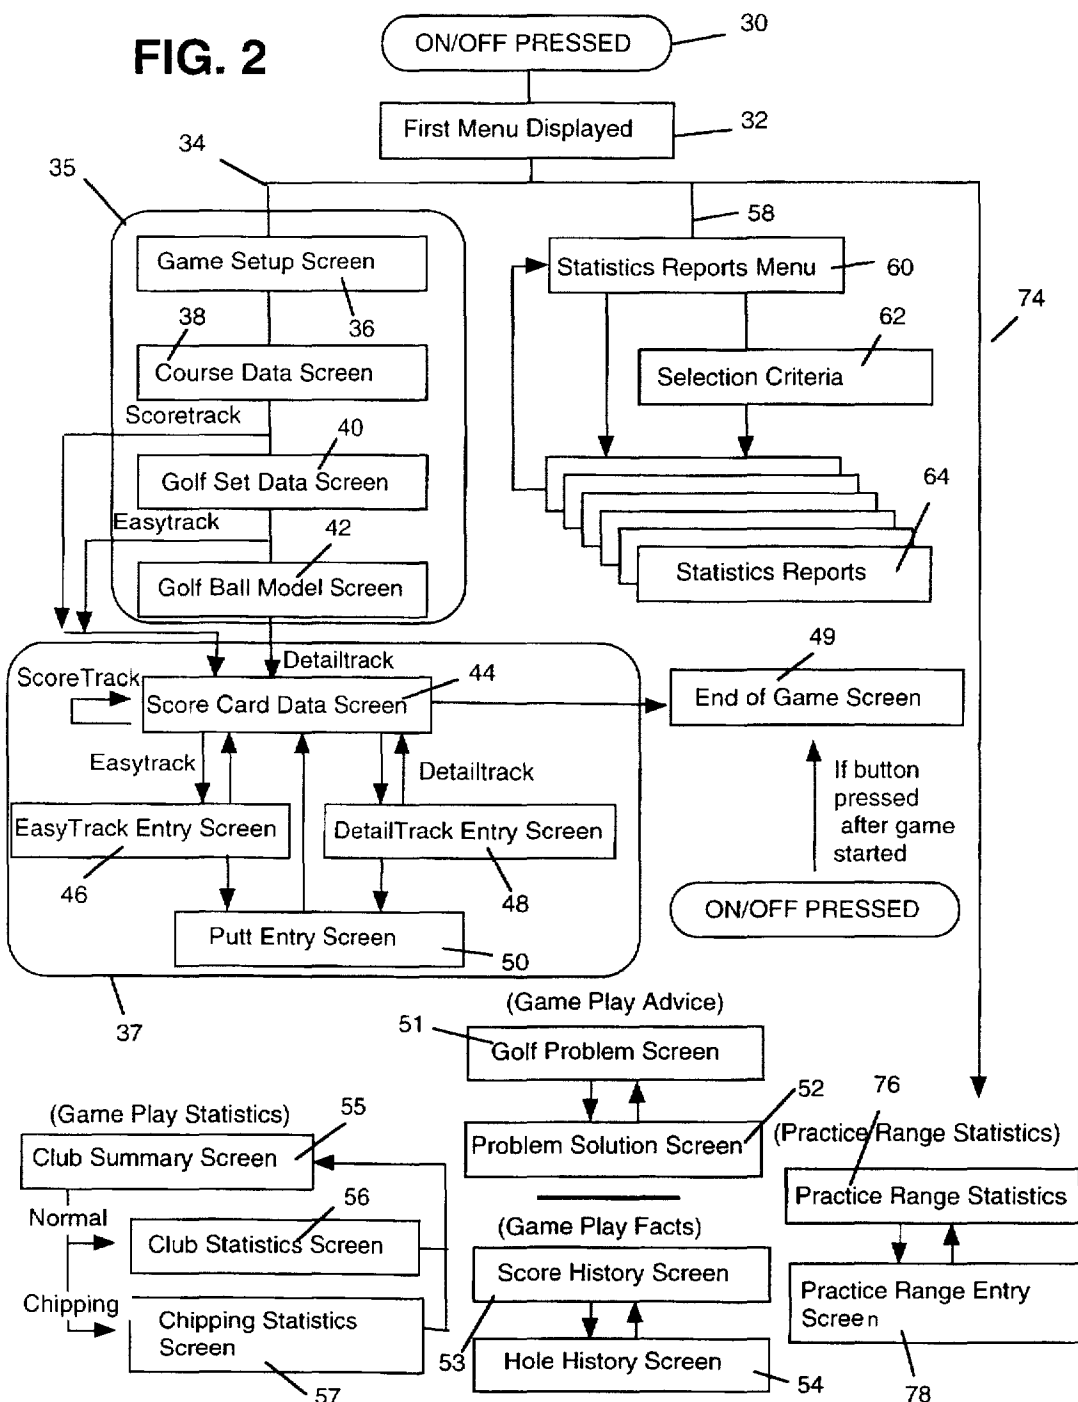 FIG. 2
ON/OFF PRESSED
30
First Menu Displayed
32
34
35
58
Game Setup Screen
36
Statistics Reports Menu
60
74
38
Course Data Screen
62
Selection Criteria
Scoretrack
40
Golf Set Data Screen
64
Easytrack
42
Golf Ball Model Screen
Statistics Reports
49
Detailtrack
ScoreTrack
44
Score Card Data Screen
End of Game Screen
Easytrack
Detailtrack
If button
pressed
after game
started
EasyTrack Entry Screen
DetailTrack Entry Screen
46
48
ON/OFF PRESSED
Putt Entry Screen
50
37
(Game Play Advice)
51
Golf Problem Screen
52
76
(Game Play Statistics)
55
Problem Solution Screen
(Practice Range Statistics)
Club Summary Screen
Practice Range Statistics
Normal
56
Club Statistics Screen
(Game Play Facts)
Score History Screen
Chipping
Chipping Statistics
Screen
Practice Range Entry
Screen
53
Hole History Screen
57
54
78